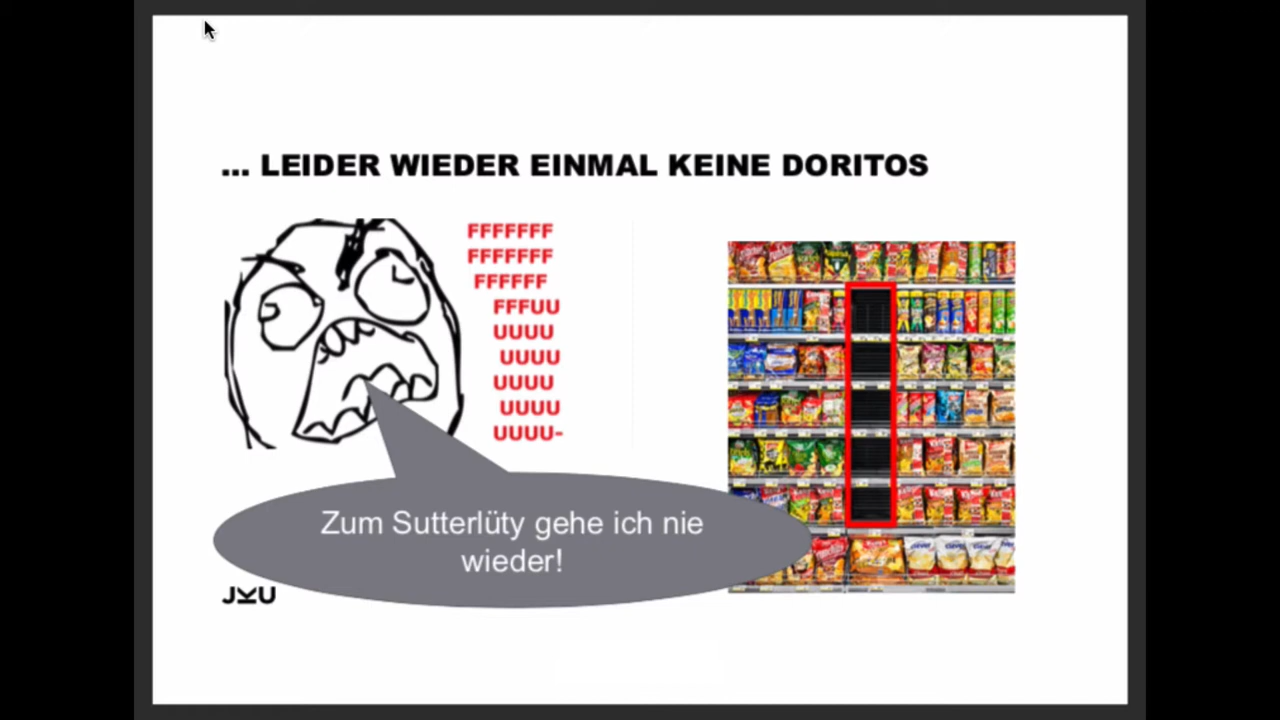 ... LEIDER WIEDER EINMAL KEINE DORITOS
FFFFFFF
FFFFFFF
FFFFFF
FFFUU
UUUU
UUUU
UUUU
UUUU
UUUU-
Zum Sutterlüty gehe ich nie
wieder!
JKU